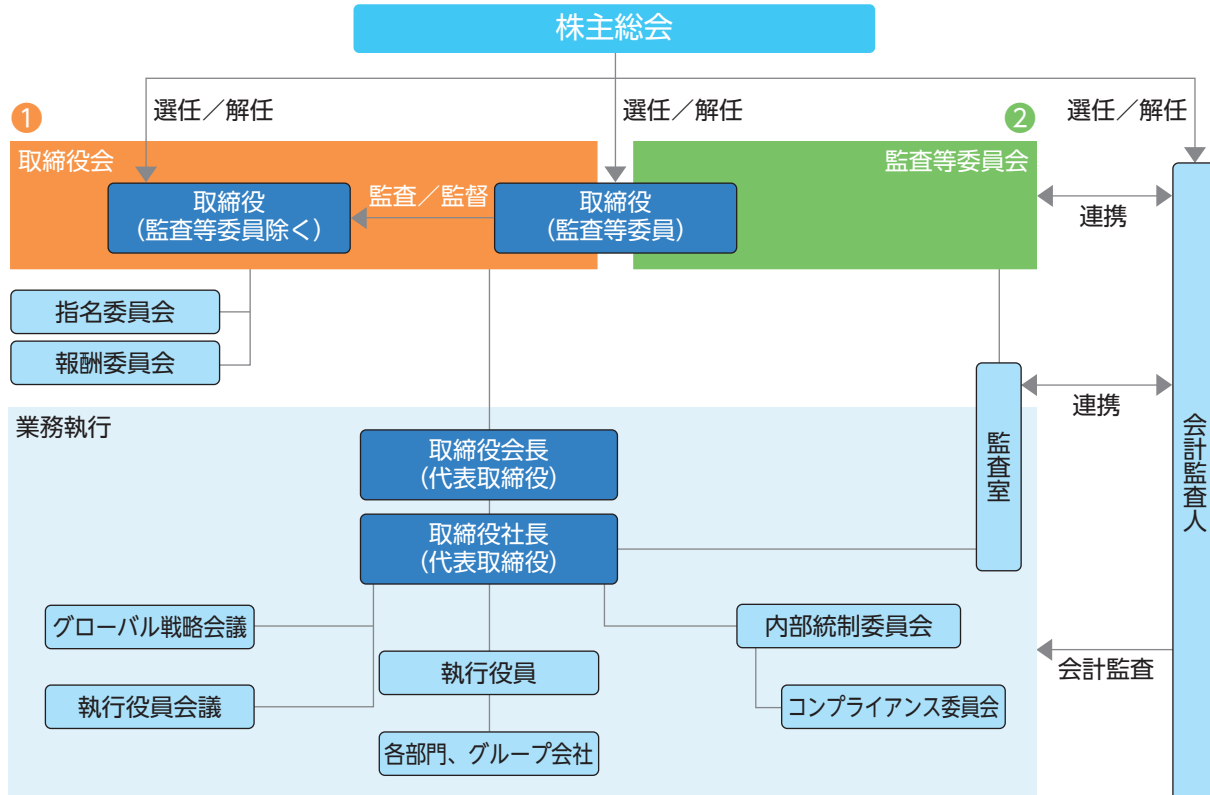 株主総会
選任／解任
選任／解任
選任／解任
1
2
取締役会
監査等委員会
取締役
(監査等委員除く)
監査／監督
取締役
(監査等委員)
連携
指名委員会
報酬委員会
連携
業務執行
取締役会長
(代表取締役)
監査室
会計監査人
取締役社長
(代表取締役)
グローバル戦略会議
内部統制委員会
執行役員
会計監査
執行役員会議
コンプライアンス委員会
各部門、グループ会社